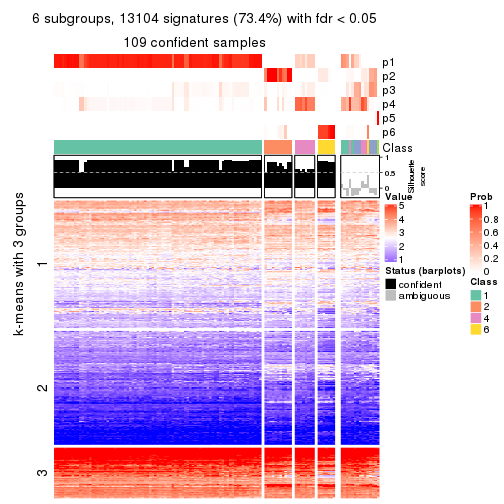 6 subgroups, 13104 signatures (73.4%) with fdr < 0.05
109 confident samples
p1
p2
p3
p4
p5
p6
Class
1
0.5
0
Silhouette
score
k-means with 3 groups
1
2
3
Value
5
4
3
2
1
Status (barplots)
confident
ambiguous
Prob
1
0.8
0.6
0.4
0.2
0
Class
1
2
4
6